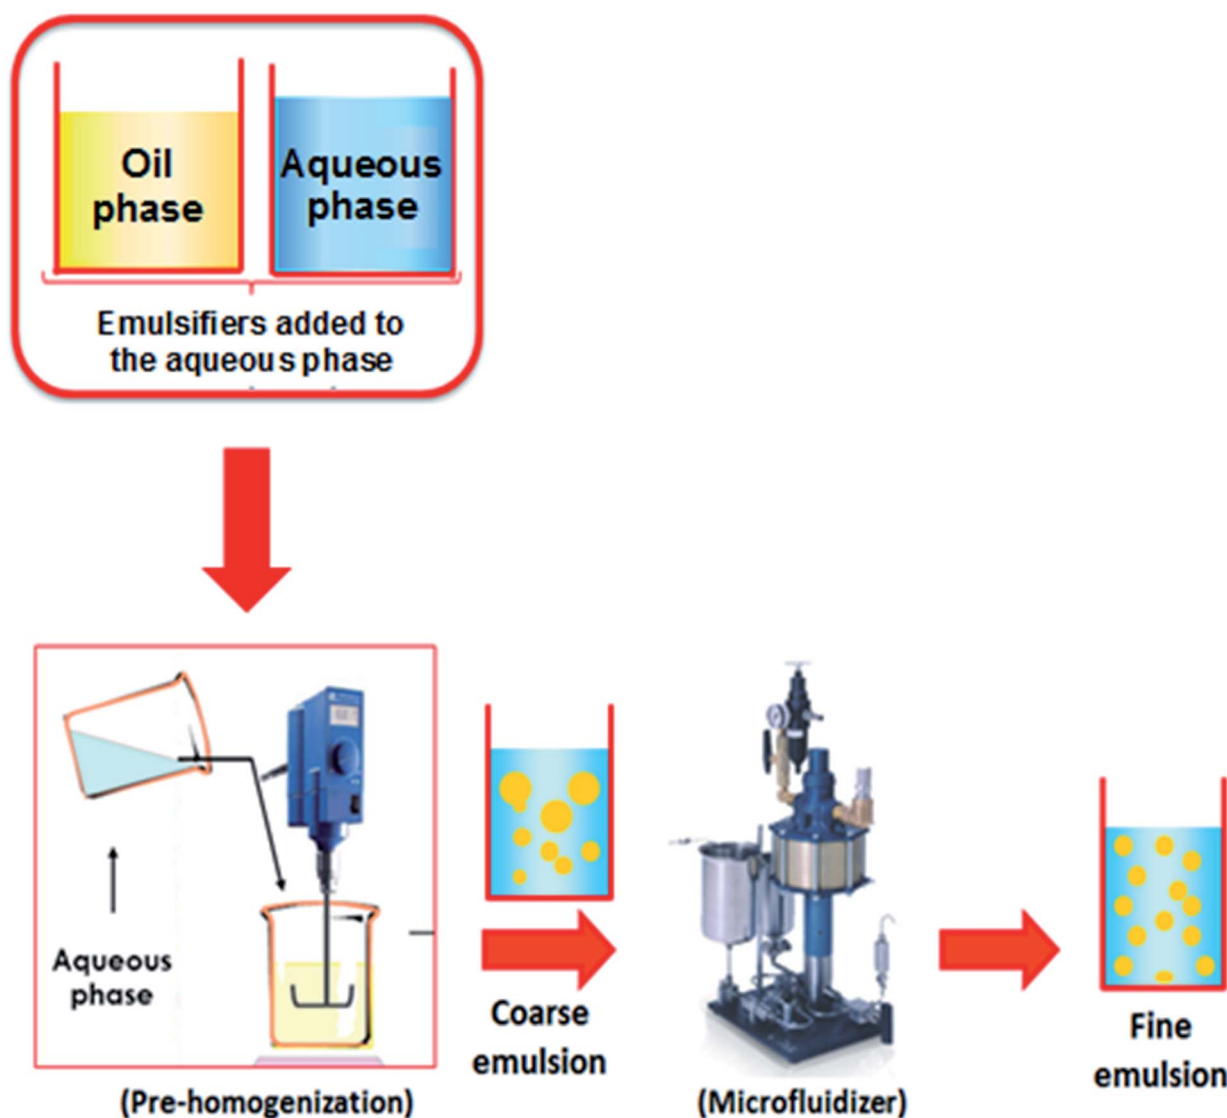 Oil
phase
Aqueous
phase
Emulsifiers added to
the aqueous phase
Aqueous
phase
(Pre-homogenization)
Coarse
emulsion
(Microfluidizer)
Fine
emulsion